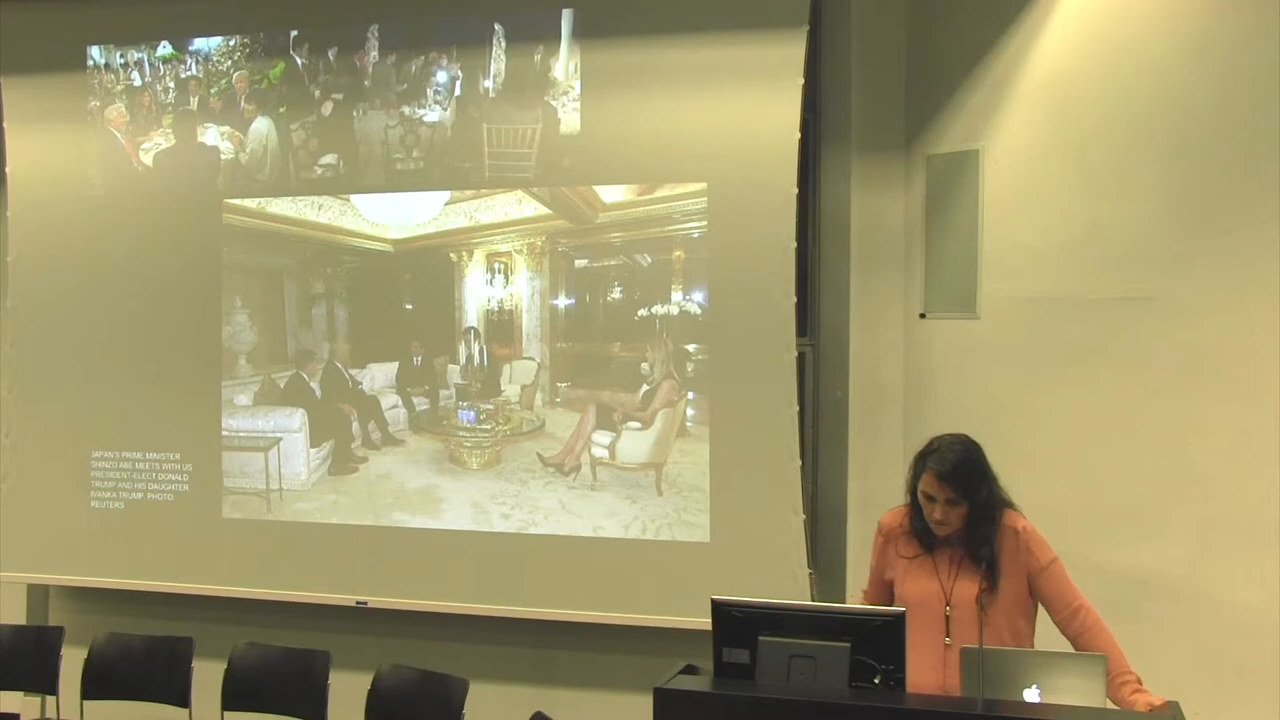 JAPAN'S PRIME MINISTER
SHINZO ABE MEETS WITH US
PRESIDENT-ELECT DONALD
TRUMP AND HIS DAUGHTER
IVANKA TRUMP. PHOTO
REUTERS